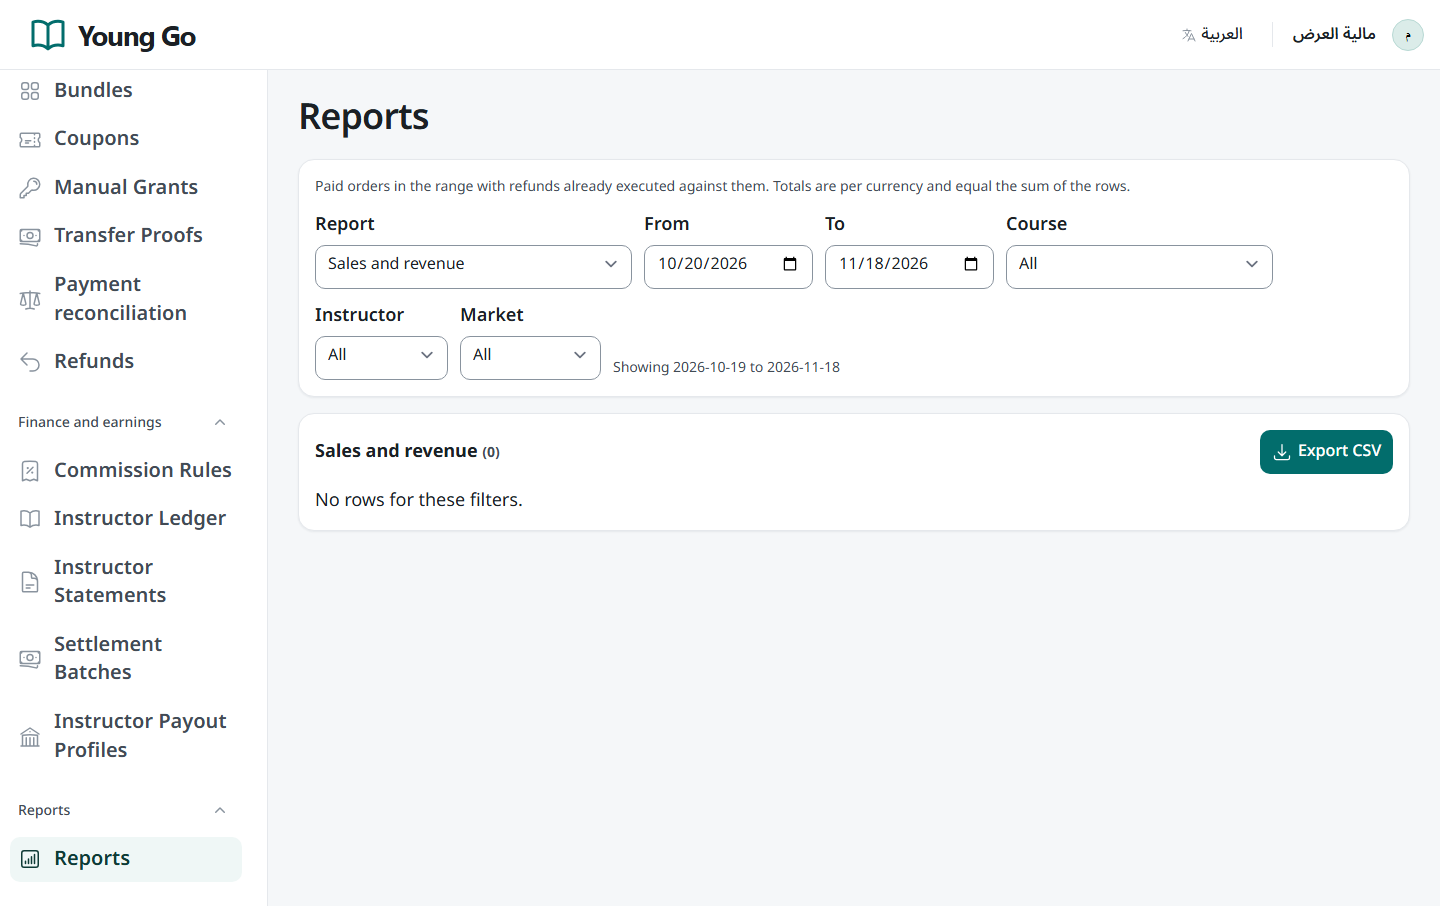 Young Go
العربية
مالية العرض
م
Bundles
Coupons
Manual Grants
Transfer Proofs
Payment
reconciliation
Refunds
Finance and earnings
Commission Rules
Instructor Ledger
Instructor
Statements
Settlement
Batches
Instructor Payout
Profiles
Reports
Reports
Reports
Paid orders in the range with refunds already executed against them. Totals are per currency and equal the sum of the rows.
Report
From
To
Course
Sales and revenue
10/20/2026
11/18/2026
All
Instructor
Market
All
All
Showing 2026-10-19 to 2026-11-18
Sales and revenue (0)
Export CSV
No rows for these filters.